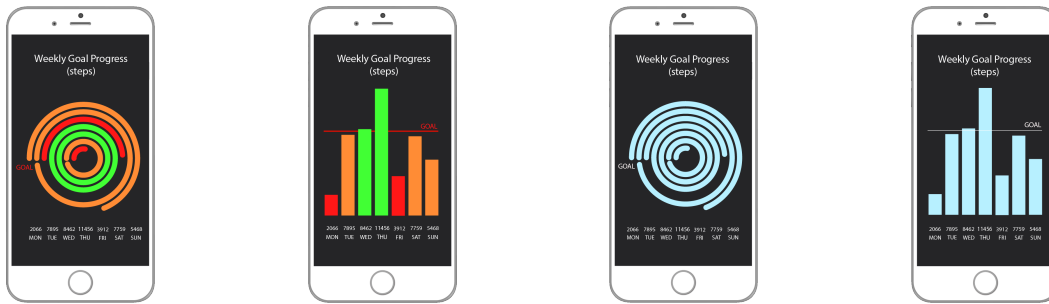 Weekly Goal Progress
(steps)
GOAL
2066 7895 8462 11456 3912 7759 5468
MON TUE WED THU FRI SAT SUN
Weekly Goal Progress
(steps)
GOAL
2066 7895 8462 11456 3912 7759 5468
MON TUE WED THU FRI SAT SUN
Weekly Goal Progress
(steps)
GOAL
2066 7895 8462 11456 3912 7759 5468
MON TUE WED THU FRI SAT SUN
Weekly Goal Progress
(steps)
GOAL
2066 7895 8462 11456 3912 7759 5468
MON TUE WED THU FRI SAT SUN